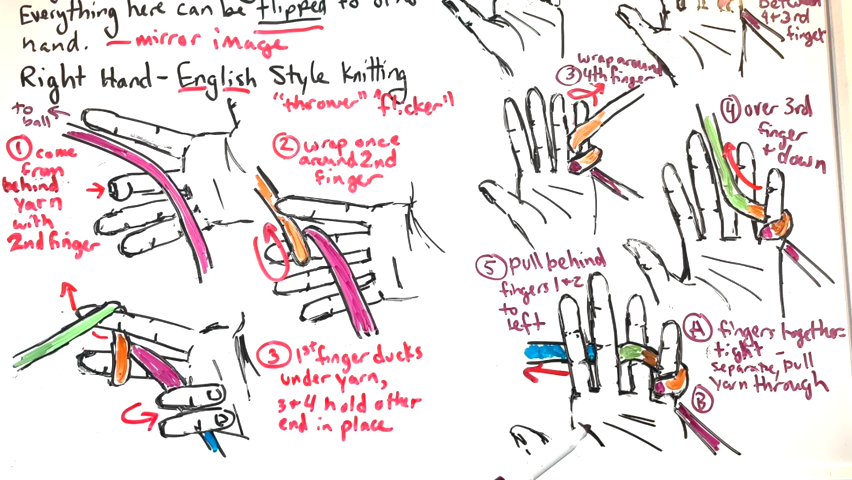 Everything here can be flipped to other
hand. - mirror image
Right Hand - English Style Knitting
"thrower" "flicker"!
to
ball
① come
from
behind
yarn
with
2nd finger
② wrap once
around 2nd
finger
③ 1st finger ducks
under yarn,
3+4 hold other
end in place
between
4+3rd
finger
wrap around
③ 4th finger
④ over 3rd
finger
+ down
⑤ pull behind
fingers 1+2
to
left
Ⓐ fingers together=
tight -
separate, pull
yarn through
Ⓑ